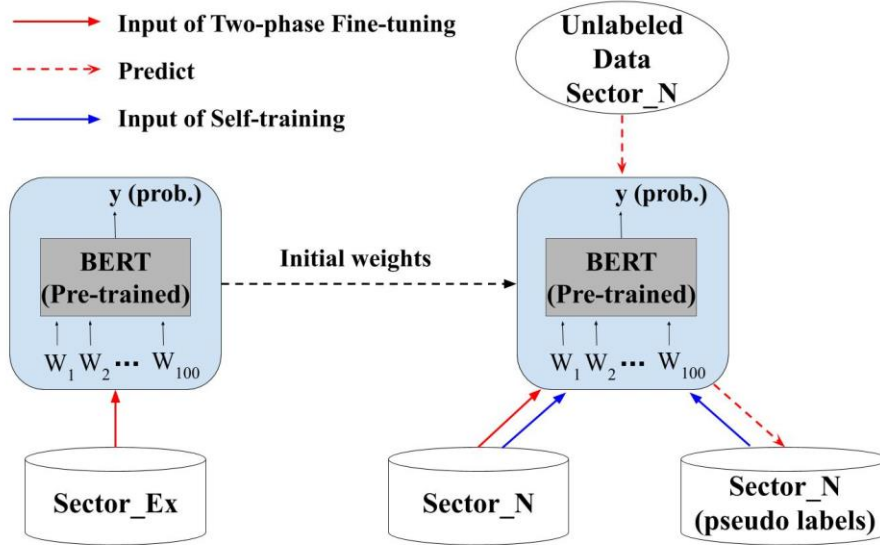 Input of Two-phase Fine-tuning
Predict
Input of Self-training
Unlabeled
Data
Sector_N
y (prob.)
BERT
(Pre-trained)
W1 W2 ... W100
Initial weights
y (prob.)
BERT
(Pre-trained)
W1 W2 ... W100
Sector_Ex
Sector_N
Sector_N
(pseudo labels)